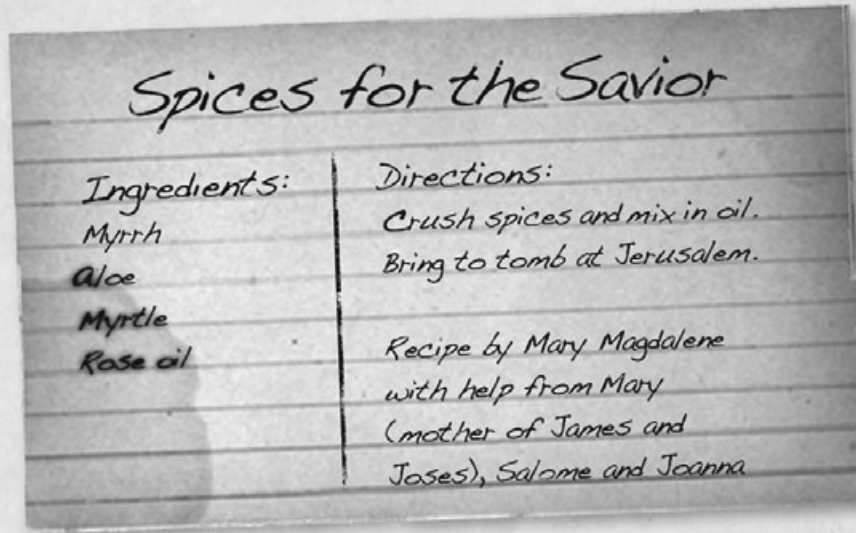 Spices for the Savior
Ingredients:
Myrrh
Aloe
Myrtle
Rose oil
Directions:
Crush spices and mix in oil.
Bring to tomb at Jerusalem.
Recipe by Mary Magdalene
with help from Mary
(mother of James and
Joses), Salome and Joanna